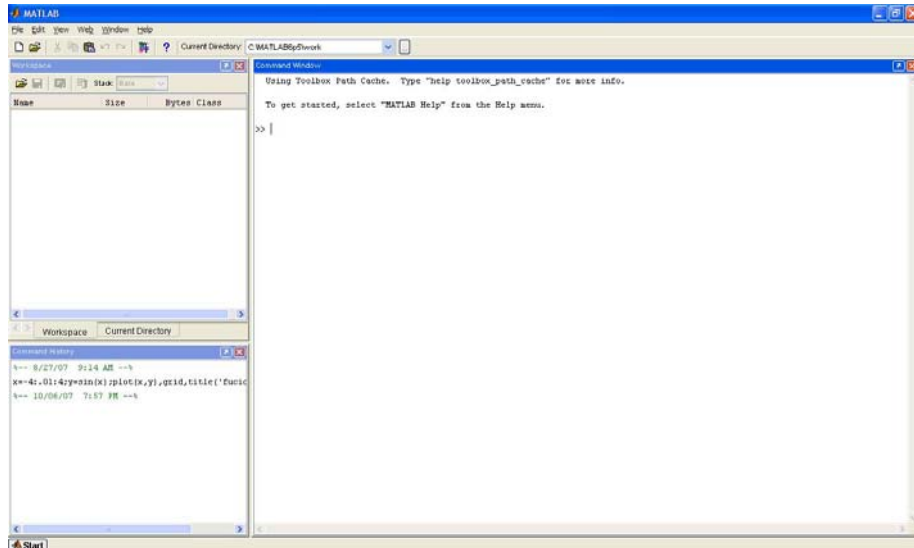 MATLAB
File Edit View Web Window Help
Current Directory: C:\MATLAB6p5\work
Workspace
Stack: Base
Name Size Bytes Class
Workspace Current Directory
Command History
%-- 8/27/07 9:14 AM --%
x=-4:.01:4;y=sin(x);plot(x,y),grid,title('funcio
%-- 10/06/07 7:57 PM --%
Command Window
Using Toolbox Path Cache. Type "help toolbox_path_cache" for more info.
To get started, select "MATLAB Help" from the Help menu.
>>
Start